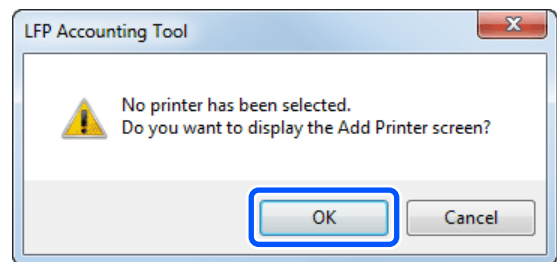 LFP Accounting Tool
No printer has been selected.
Do you want to display the Add Printer screen?
OK
Cancel